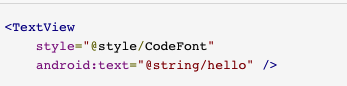 <TextView
    style="@style/CodeFont"
    android:text="@string/hello" />